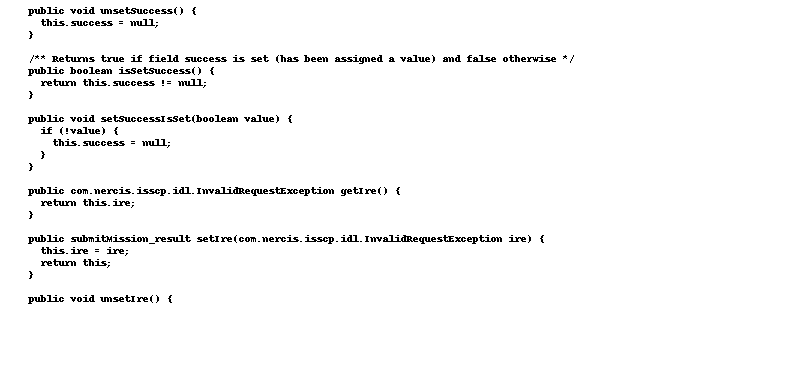 public void unsetSuccess() {
  this.success = null;
}

/** Returns true if field success is set (has been assigned a value) and false otherwise */
public boolean isSetSuccess() {
  return this.success != null;
}

public void setSuccessIsSet(boolean value) {
  if (!value) {
    this.success = null;
  }
}

public com.nercis.isscp.idl.InvalidRequestException getIre() {
  return this.ire;
}

public submitMission_result setIre(com.nercis.isscp.idl.InvalidRequestException ire) {
  this.ire = ire;
  return this;
}

public void unsetIre() {